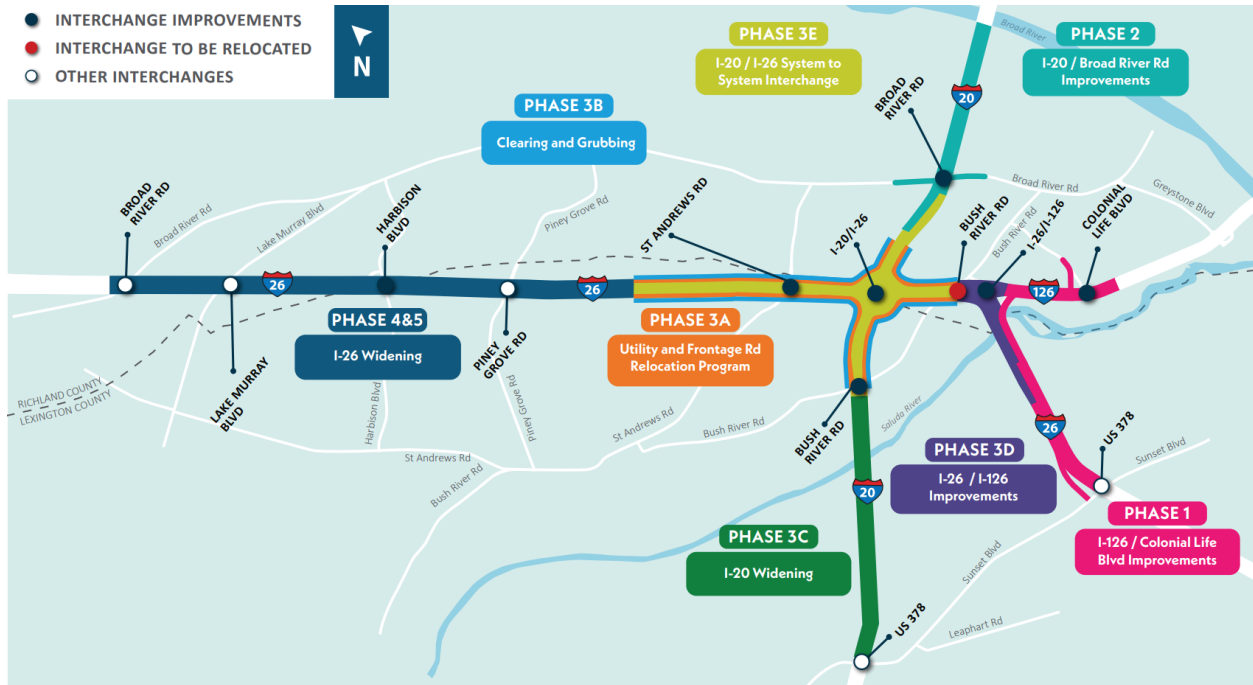 INTERCHANGE IMPROVEMENTS
INTERCHANGE TO BE RELOCATED
OTHER INTERCHANGES
N
PHASE 3E
I-20 / I-26 System to
System Interchange
PHASE 2
I-20 / Broad River Rd
Improvements
Broad River
20
BROAD
RIVER RD
PHASE 3B
Clearing and Grubbing
BROAD
RIVER RD
Broad River Rd
Lake Murray Blvd
HARBISON
BLVD
Piney Grove Rd
ST ANDREWS RD
I-20/I-26
BUSH
RIVER RD
Bush River Rd
I-26/I-126
Broad River Rd
COLONIAL
LIFE BLVD
Greystone Blvd
26
26
126
PHASE 4&5
I-26 Widening
PHASE 3A
Utility and Frontage Rd
Relocation Program
RICHLAND COUNTY
LEXINGTON COUNTY
LAKE MURRAY
BLVD
Harbison Blvd
PINEY
GROVE RD
Piney Grove Rd
St Andrews Rd
St Andrews Rd
Bush River Rd
Bush River Rd
BUSH
RIVER RD
Saluda River
26
US 378
Sunset Blvd
PHASE 3D
I-26 / I-126
Improvements
20
PHASE 1
I-126 / Colonial Life
Blvd Improvements
PHASE 3C
I-20 Widening
Sunset Blvd
US 378
Leaphart Rd